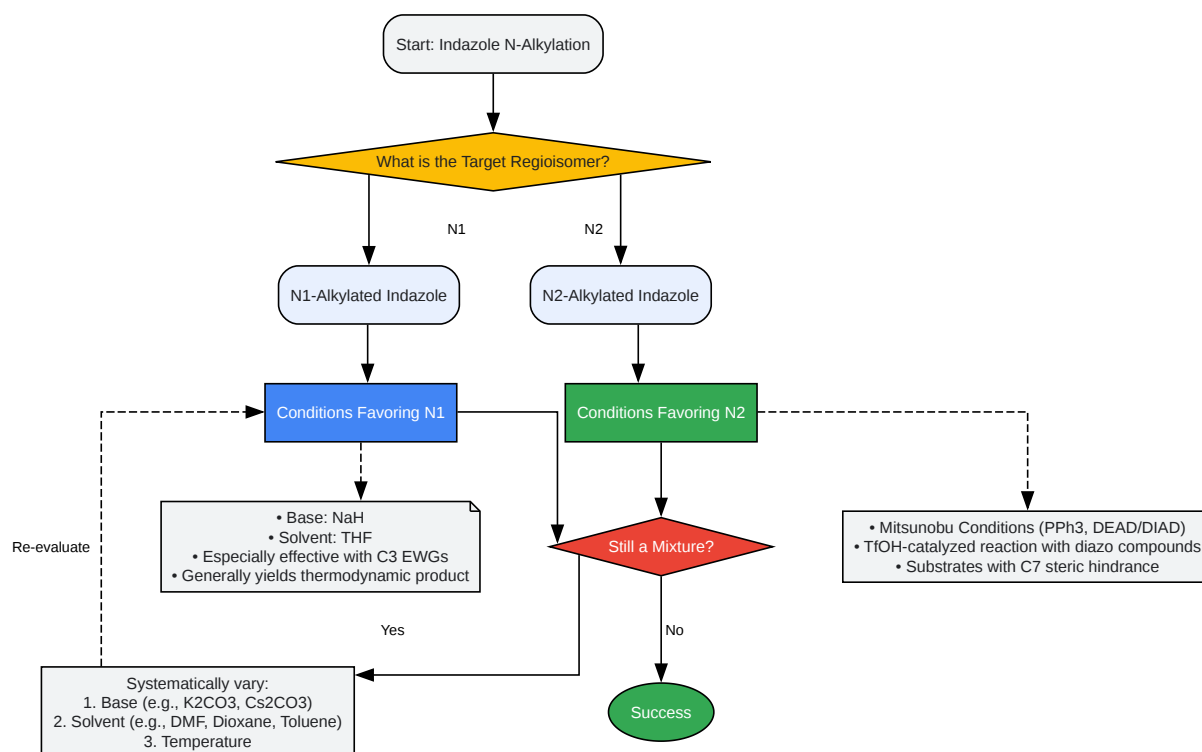 Start: Indazole N-Alkylation
What is the Target Regioisomer?
N1
N2
N1-Alkylated Indazole
N2-Alkylated Indazole
Conditions Favoring N1
Conditions Favoring N2
• Base: NaH
• Solvent: THF
• Especially effective with C3 EWGs
• Generally yields thermodynamic product
Still a Mixture?
• Mitsunobu Conditions (PPh3, DEAD/DIAD)
• TfOH-catalyzed reaction with diazo compounds
• Substrates with C7 steric hindrance
Re-evaluate
Yes
No
Systematically vary:
1. Base (e.g., K2CO3, Cs2CO3)
2. Solvent (e.g., DMF, Dioxane, Toluene)
3. Temperature
Success